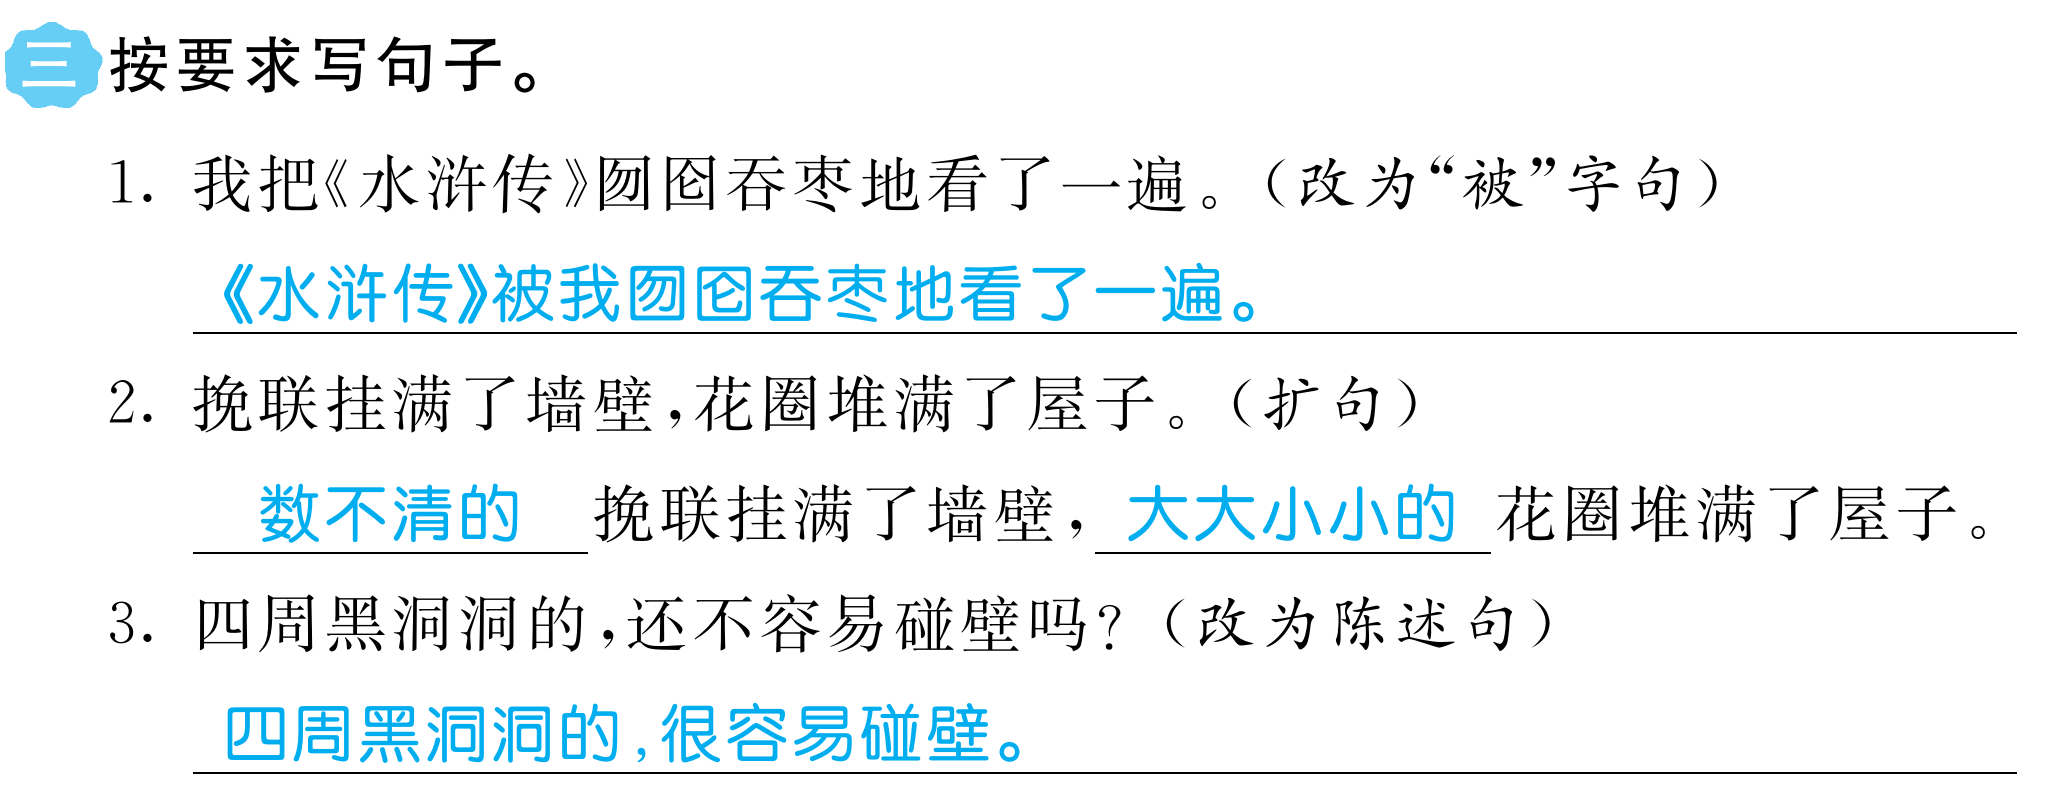 三 按要求写句子。
1. 我把《水浒传》囫囵吞枣地看了一遍。（改为“被”字句）
《水浒传》被我囫囵吞枣地看了一遍。
2. 挽联挂满了墙壁,花圈堆满了屋子。（扩句）
数不清的 挽联挂满了墙壁, 大大小小的 花圈堆满了屋子。
3. 四周黑洞洞的,还不容易碰壁吗?（改为陈述句）
四周黑洞洞的,很容易碰壁。